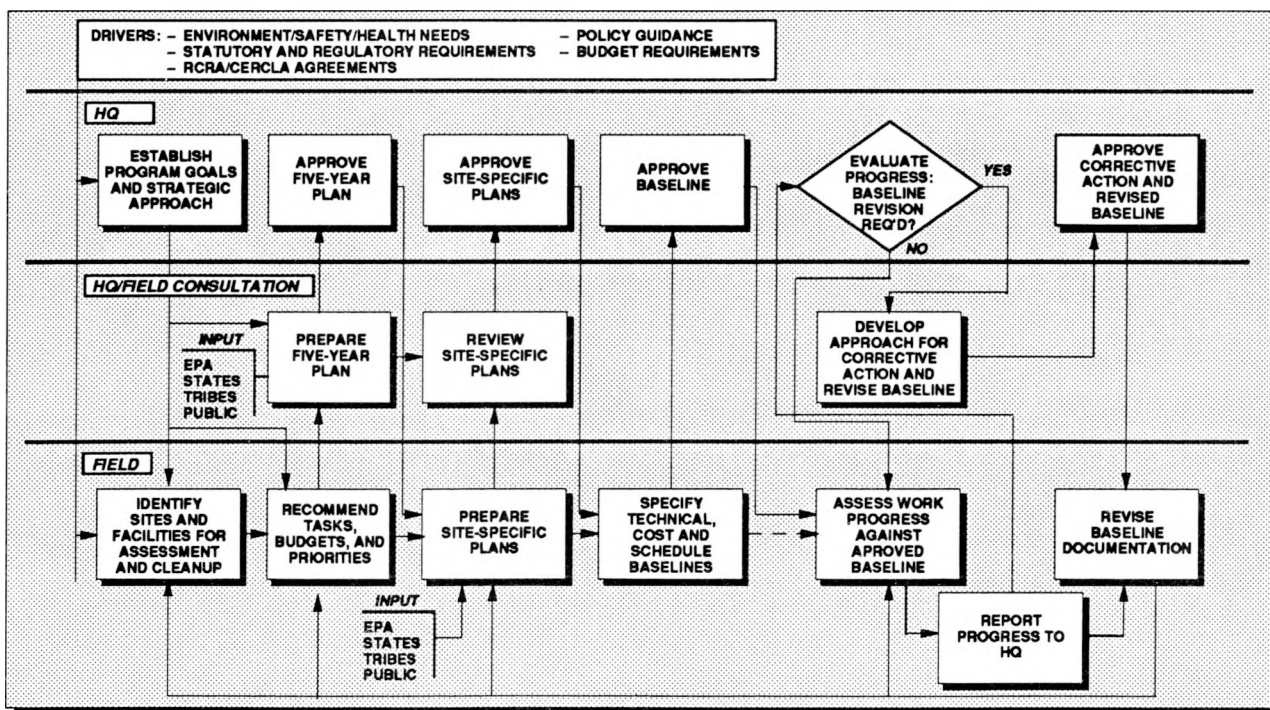 DRIVERS: – ENVIRONMENT/SAFETY/HEALTH NEEDS – POLICY GUIDANCE
– STATUTORY AND REGULATORY REQUIREMENTS – BUDGET REQUIREMENTS
– RCRA/CERCLA AGREEMENTS
HQ
ESTABLISH
PROGRAM GOALS
AND STRATEGIC
APPROACH
APPROVE
FIVE-YEAR
PLAN
APPROVE
SITE-SPECIFIC
PLANS
APPROVE
BASELINE
EVALUATE
PROGRESS:
BASELINE
REVISION
REQ'D?
YES
NO
APPROVE
CORRECTIVE
ACTION AND
REVISED
BASELINE
HQ/FIELD CONSULTATION
INPUT
EPA
STATES
TRIBES
PUBLIC
PREPARE
FIVE-YEAR
PLAN
REVIEW
SITE-SPECIFIC
PLANS
DEVELOP
APPROACH FOR
CORRECTIVE
ACTION AND
REVISE BASELINE
FIELD
IDENTIFY
SITES AND
FACILITIES FOR
ASSESSMENT
AND CLEANUP
RECOMMEND
TASKS,
BUDGETS, AND
PRIORITIES
PREPARE
SITE-SPECIFIC
PLANS
SPECIFY
TECHNICAL,
COST AND
SCHEDULE
BASELINES
ASSESS WORK
PROGRESS
AGAINST
APROVED
BASELINE
REVISE
BASELINE
DOCUMENTATION
INPUT
EPA
STATES
TRIBES
PUBLIC
REPORT
PROGRESS TO
HQ